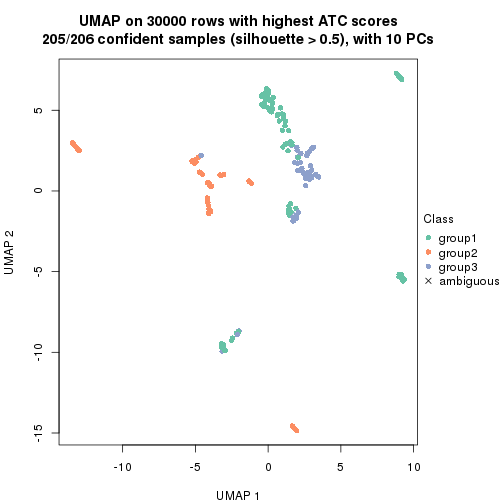 UMAP on 30000 rows with highest ATC scores
205/206 confident samples (silhouette > 0.5), with 10 PCs
5
0
-5
-10
-15
UMAP 2
-10
-5
0
5
10
UMAP 1
Class
group1
group2
group3
ambiguous